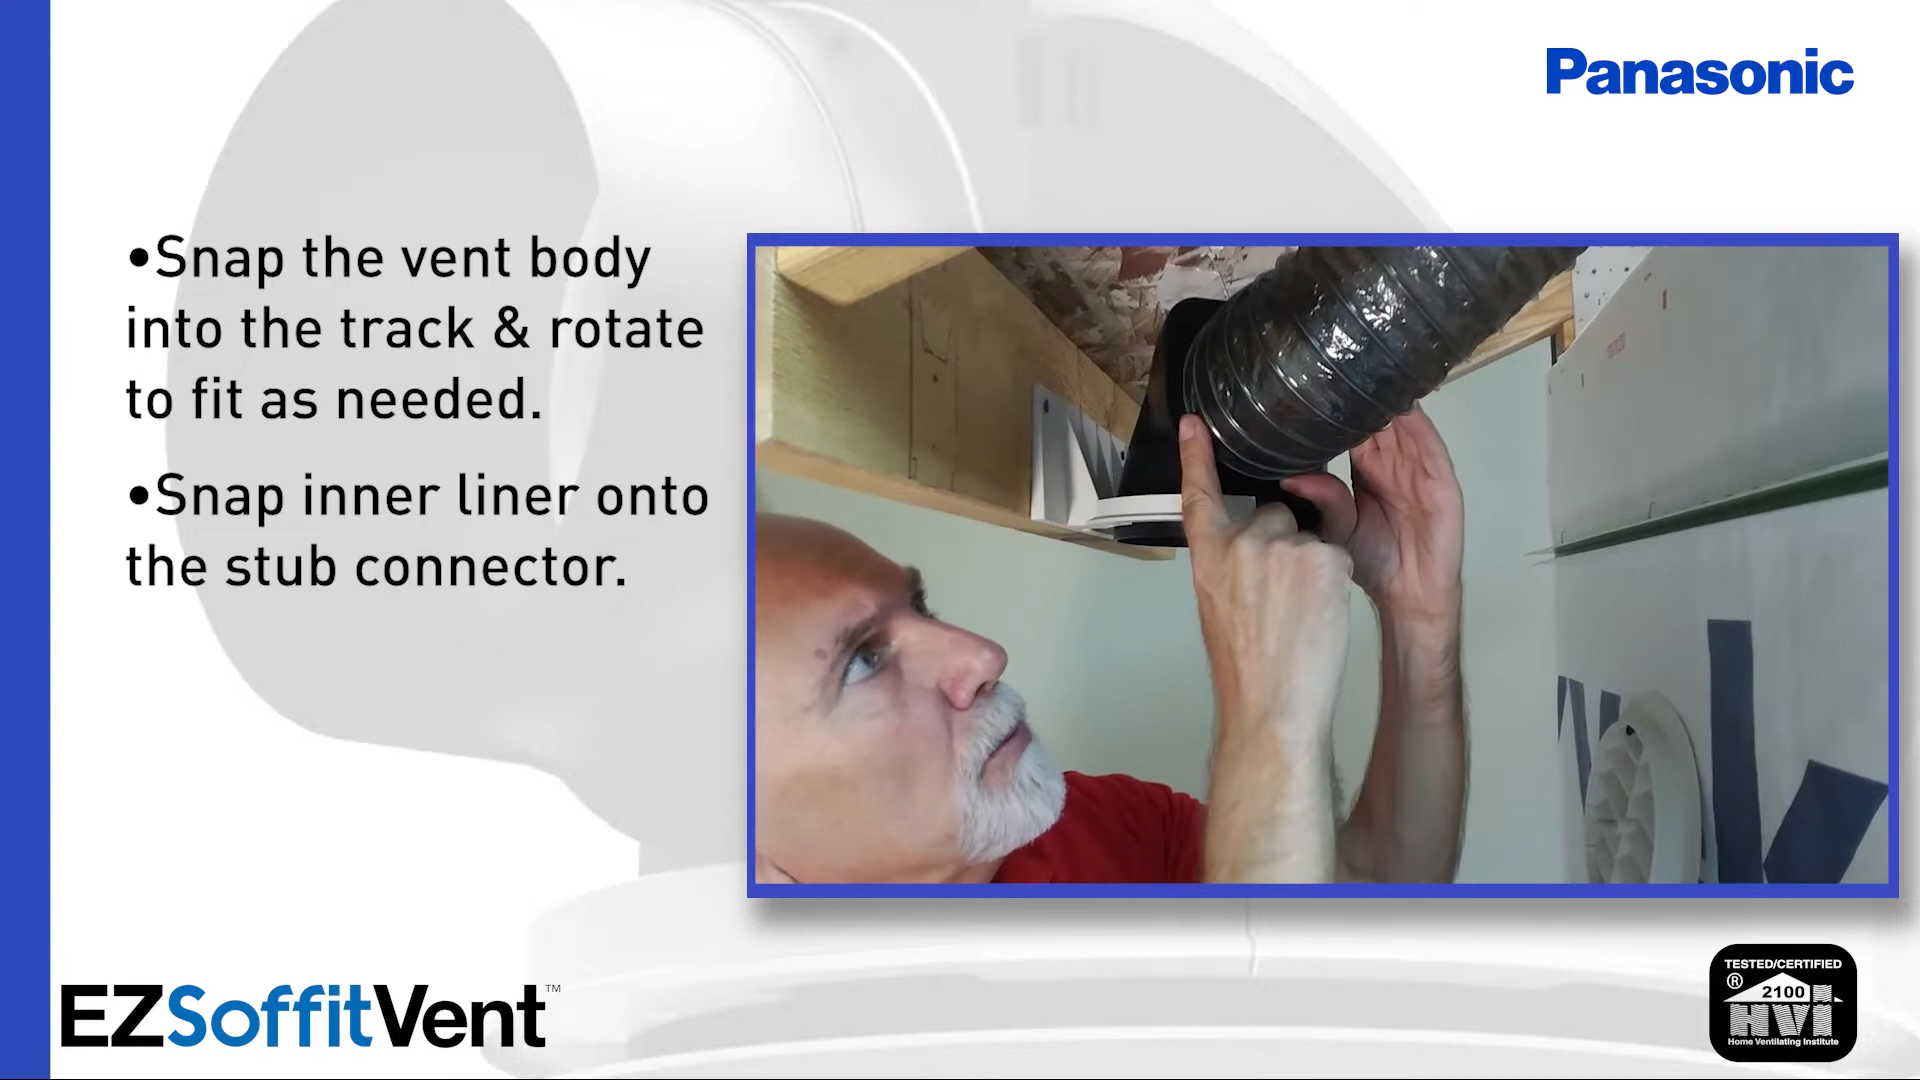 Panasonic
•Snap the vent body
into the track & rotate
to fit as needed.
•Snap inner liner onto
the stub connector.
EZSoffitVent™
TESTED/CERTIFIED
®
2100
HVI
Home Ventilating Institute